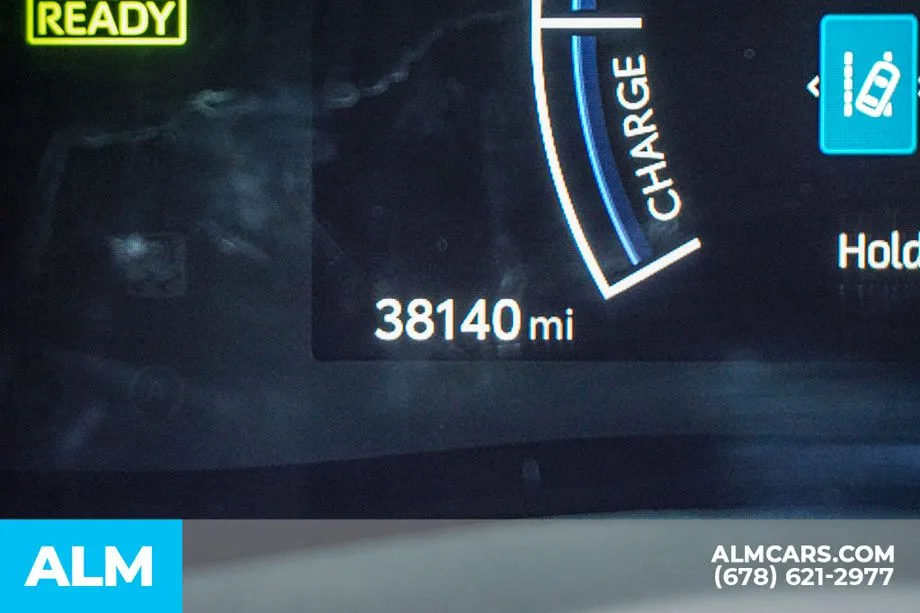 READY
CHARGE
Hold
38140 mi
ALM
ALMCARS.COM
(678) 621-2977